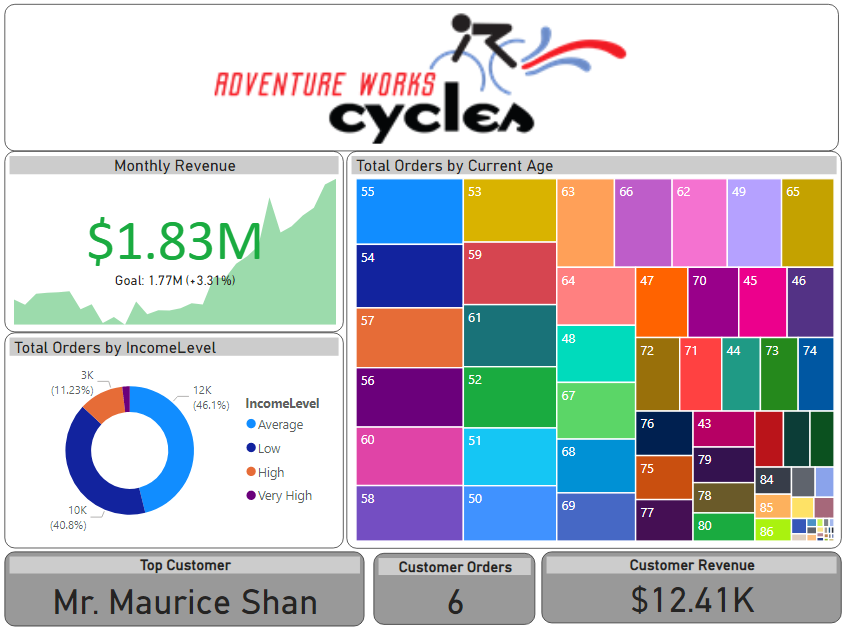 ADVENTURE WORKS
cycles
Monthly Revenue
$1.83M
Goal: 1.77M (+3.31%)
Total Orders by IncomeLevel
3K
(11.23%)
12K
(46.1%)
10K
(40.8%)
IncomeLevel
Average
Low
High
Very High
Total Orders by Current Age
55
54
57
56
60
58
53
59
61
52
51
50
63
66
62
49
65
64
48
67
68
69
47
70
45
46
72
71
44
73
74
76
75
77
43
79
78
80
84
85
86
Top Customer
Mr. Maurice Shan
Customer Orders
6
Customer Revenue
$12.41K